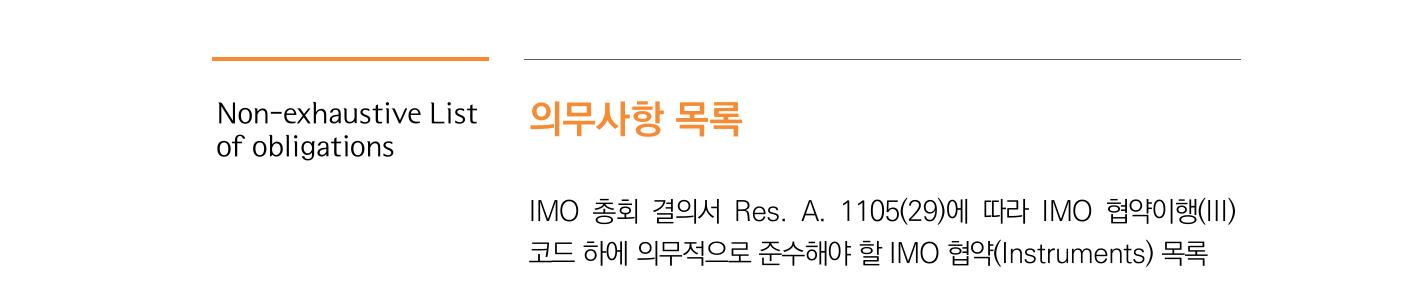 Non-exhaustive List
of obligations
의무사항 목록
IMO 총회 결의서 Res. A. 1105(29)에 따라 IMO 협약이행(III)
코드 하에 의무적으로 준수해야 할 IMO 협약(Instruments) 목록